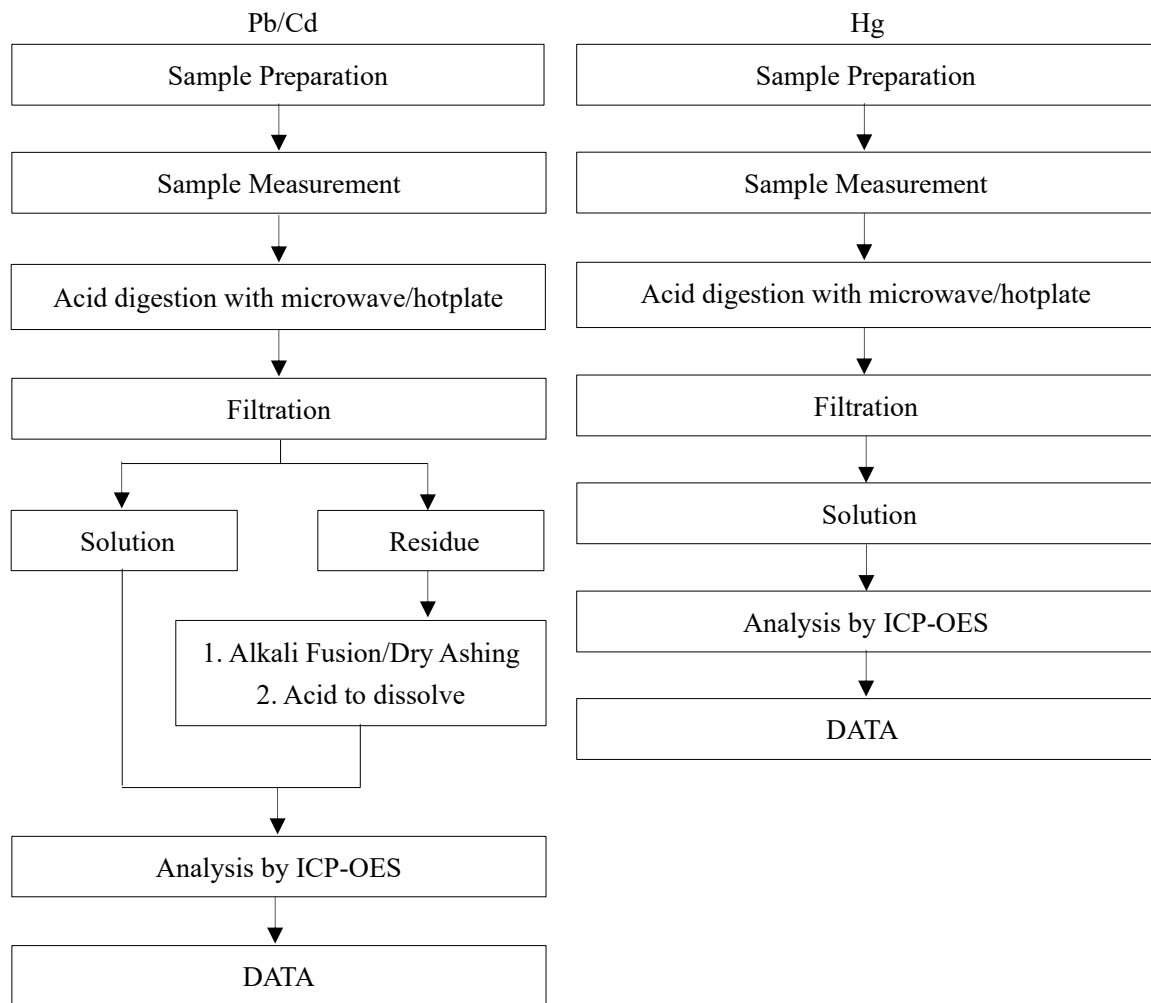 Pb/Cd
Sample Preparation
Sample Measurement
Acid digestion with microwave/hotplate
Filtration
Solution
Residue
1. Alkali Fusion/Dry Ashing
2. Acid to dissolve
Analysis by ICP-OES
DATA
Hg
Sample Preparation
Sample Measurement
Acid digestion with microwave/hotplate
Filtration
Solution
Analysis by ICP-OES
DATA